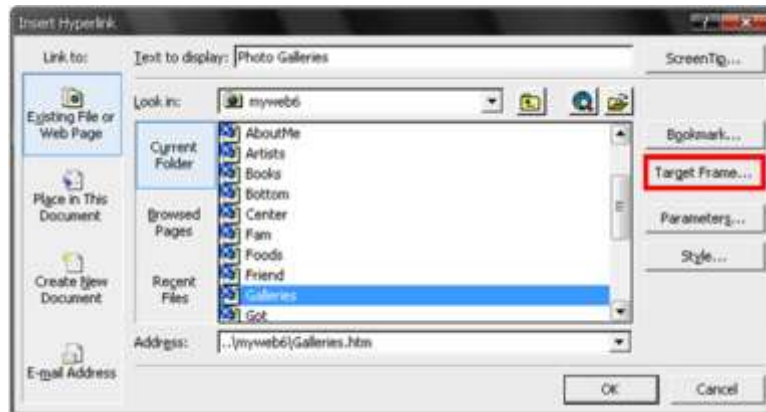 Insert Hyperlink
Link to:
Text to display: Photo Galleries
ScreenTip...
Existing File or
Web Page
Look in:
myweb6
Bookmark...
Current
Folder
AboutMe
Artists
Books
Bottom
Center
Fam
Foods
Friend
Galleries
Got
Target Frame...
Place in This
Document
Browsed
Pages
Parameters...
Style...
Create New
Document
Recent
Files
Address:
..\myweb6\Galleries.htm
E-mail Address
OK
Cancel